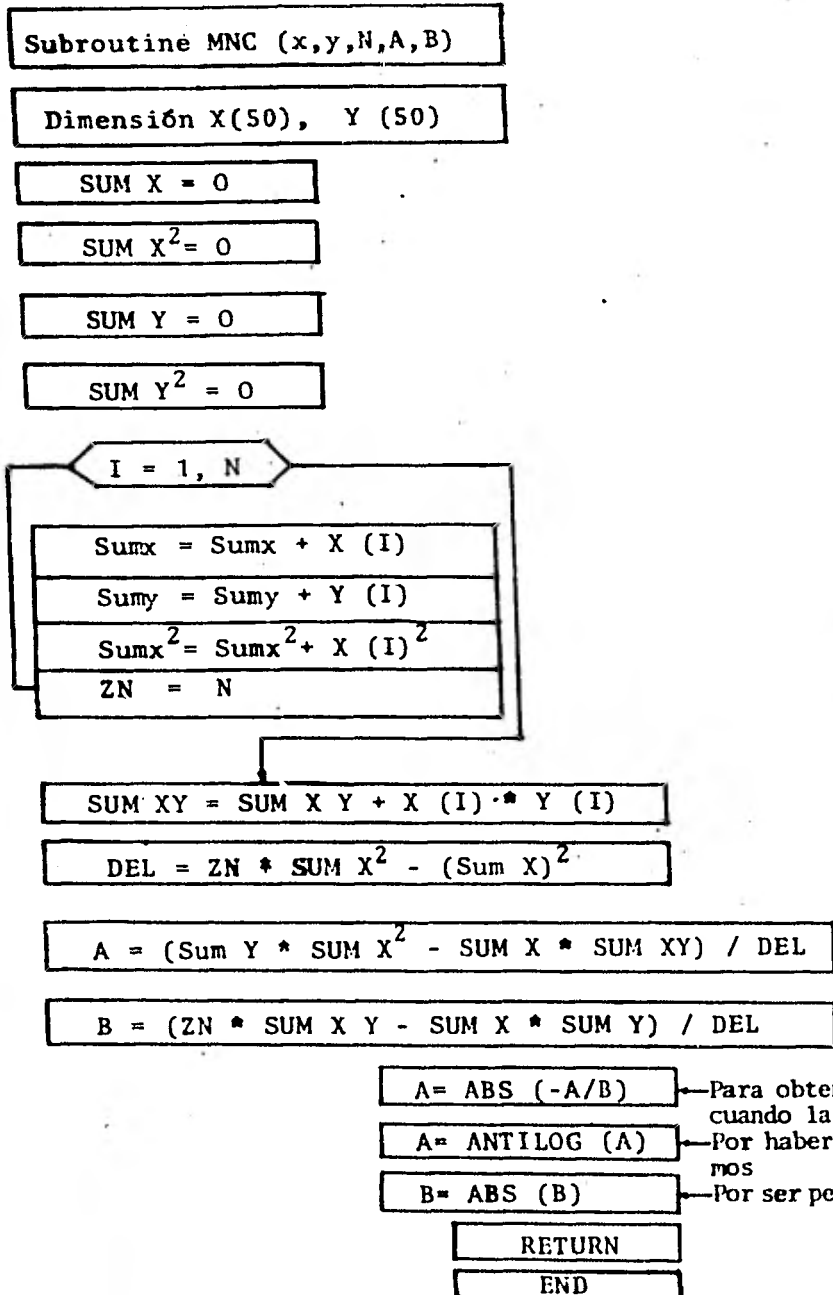 Subroutine MNC (x,y,N,A,B)
Dimensión X(50), Y (50)
SUM X = 0
SUM X² = 0
SUM Y = 0
SUM Y² = 0
I = 1, N
Sumx = Sumx + X (I)
Sumy = Sumy + Y (I)
Sumx² = Sumx² + X (I)²
ZN = N
SUM XY = SUM X Y + X (I) * Y (I)
DEL = ZN * SUM X² - (Sum X)²
A = (Sum Y * SUM X² - SUM X * SUM XY) / DEL
B = (ZN * SUM X Y - SUM X * SUM Y) / DEL
A= ABS (-A/B) Para
cuando la
A= ANTILOG (A) Por haber
mos
B= ABS (B) Por ser
RETURN
END